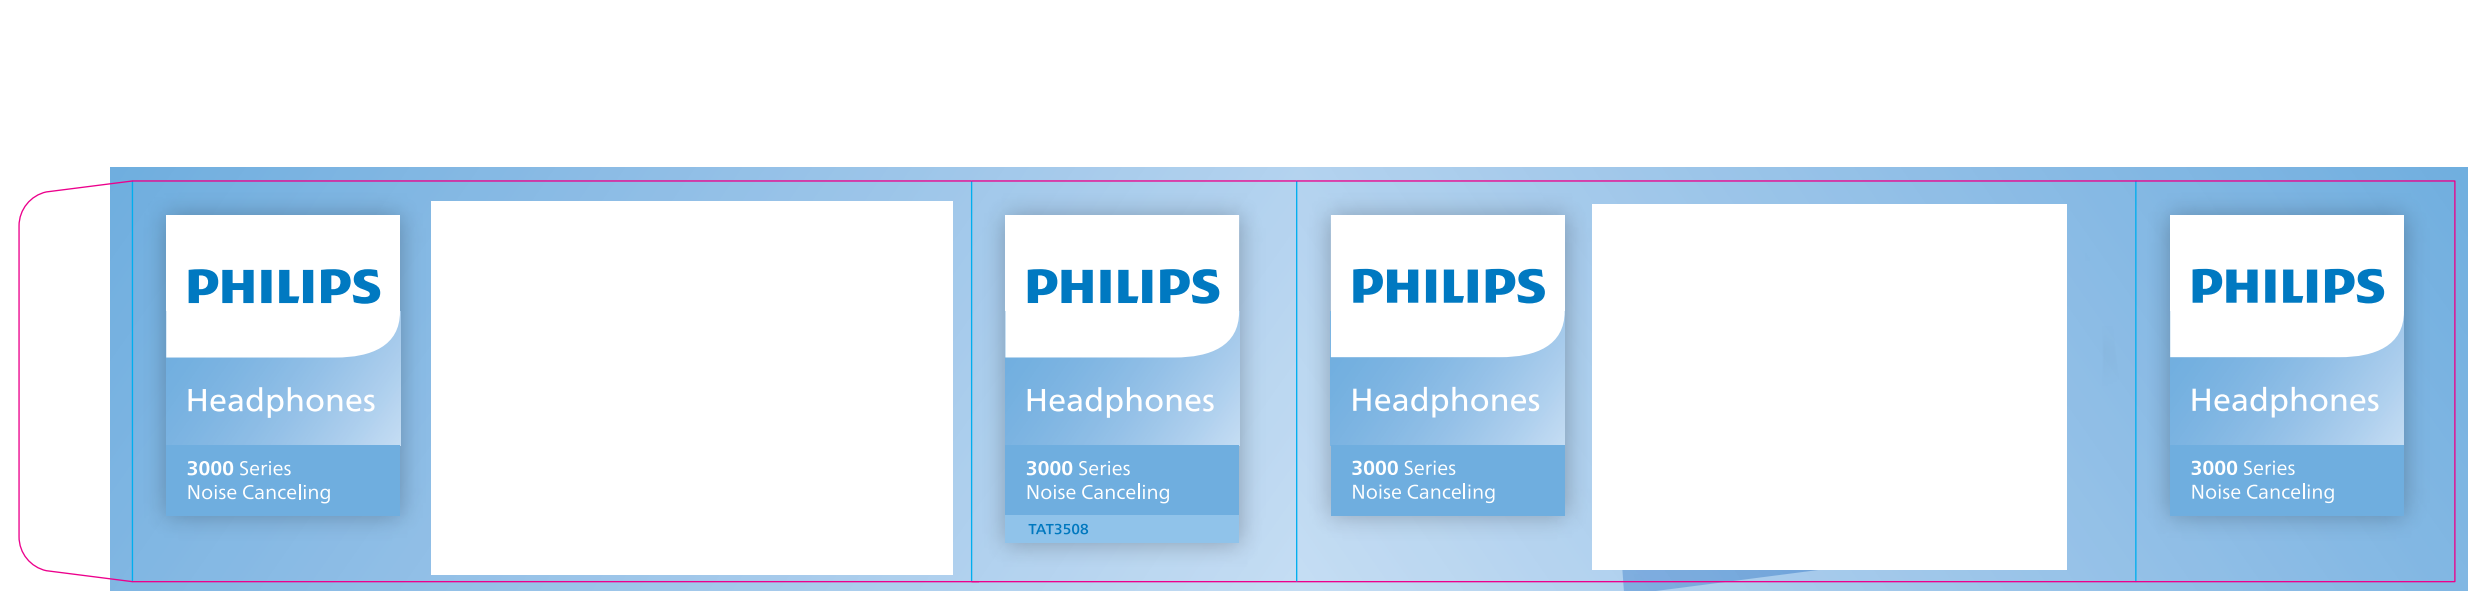 PHILIPS
Headphones
3000 Series
Noise Canceling
PHILIPS
Headphones
3000 Series
Noise Canceling
TAT3508
PHILIPS
Headphones
3000 Series
Noise Canceling
PHILIPS
Headphones
3000 Series
Noise Canceling